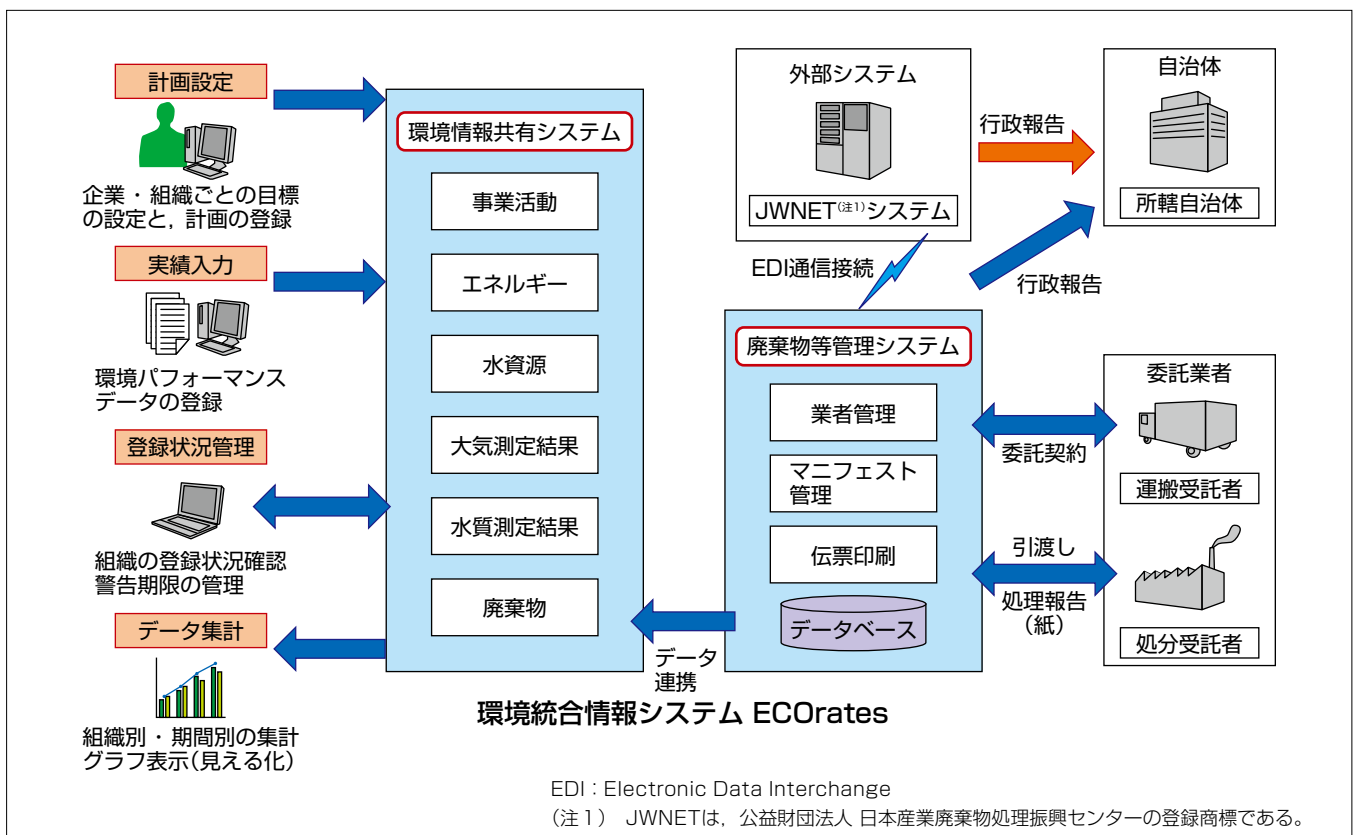 計画設定
企業・組織ごとの目標
の設定と，計画の登録
実績入力
環境パフォーマンス
データの登録
登録状況管理
組織の登録状況確認
警告期限の管理
データ集計
組織別・期間別の集計
グラフ表示(見える化)
環境情報共有システム
事業活動
エネルギー
水資源
大気測定結果
水質測定結果
廃棄物
データ
連携
外部システム
JWNET(注1)システム
EDI通信接続
行政報告
行政報告
自治体
所轄自治体
廃棄物等管理システム
業者管理
マニフェスト
管理
伝票印刷
データベース
委託契約
引渡し
処理報告
(紙)
委託業者
運搬受託者
処分受託者
環境統合情報システム ECOrates
EDI：Electronic Data Interchange
(注1) JWNETは，公益財団法人 日本産業廃棄物処理振興センターの登録商標である。